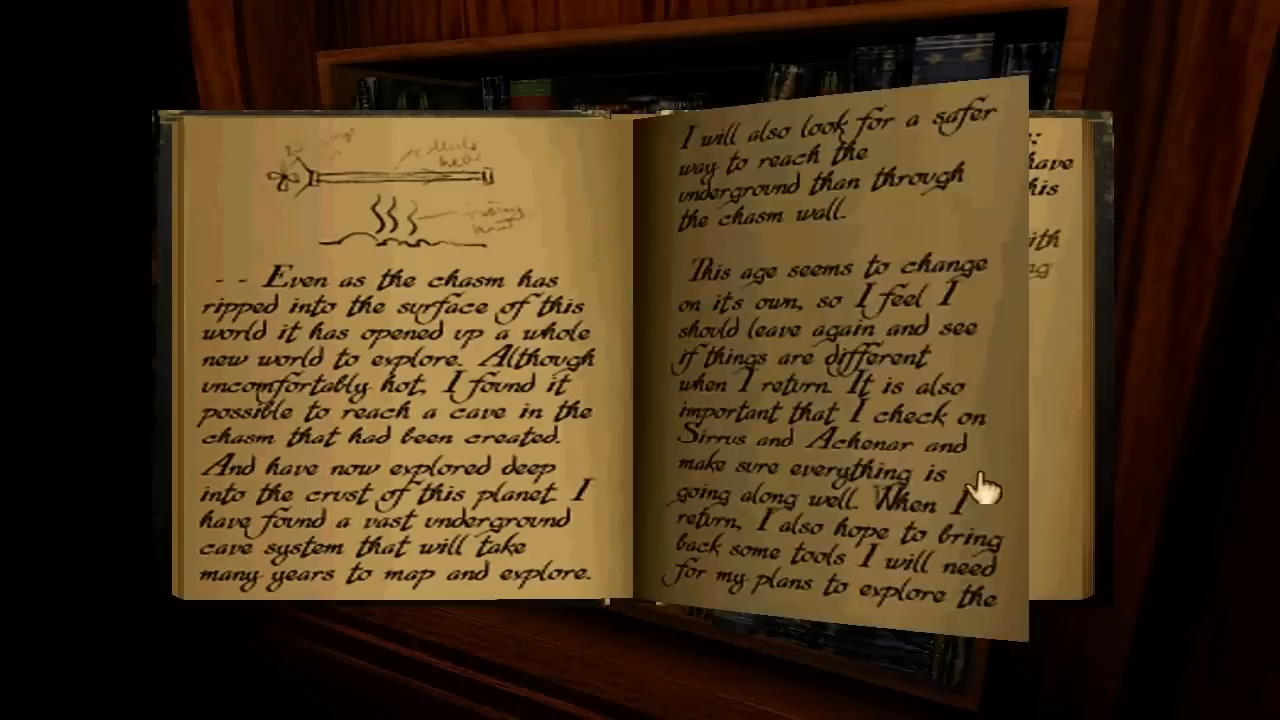 heat
- - Even as the chasm has
ripped into the surface of this
world it has opened up a whole
new world to explore. Although
uncomfortably hot, I found it
possible to reach a cave in the
chasm that had been created.
And have now explored deep
into the crust of this planet. I
have found a vast underground
cave system that will take
many years to map and explore.
I will also look for a safer
way to reach the
underground than through
the chasm wall.
This age seems to change
on its own, so I feel I
should leave again and see
if things are different
when I return. It is also
important that I check on
Sirrus and Achenar and
make sure everything is
going along well. When I
return, I also hope to bring
back some tools I will need
for my plans to explore the
have
his
ith